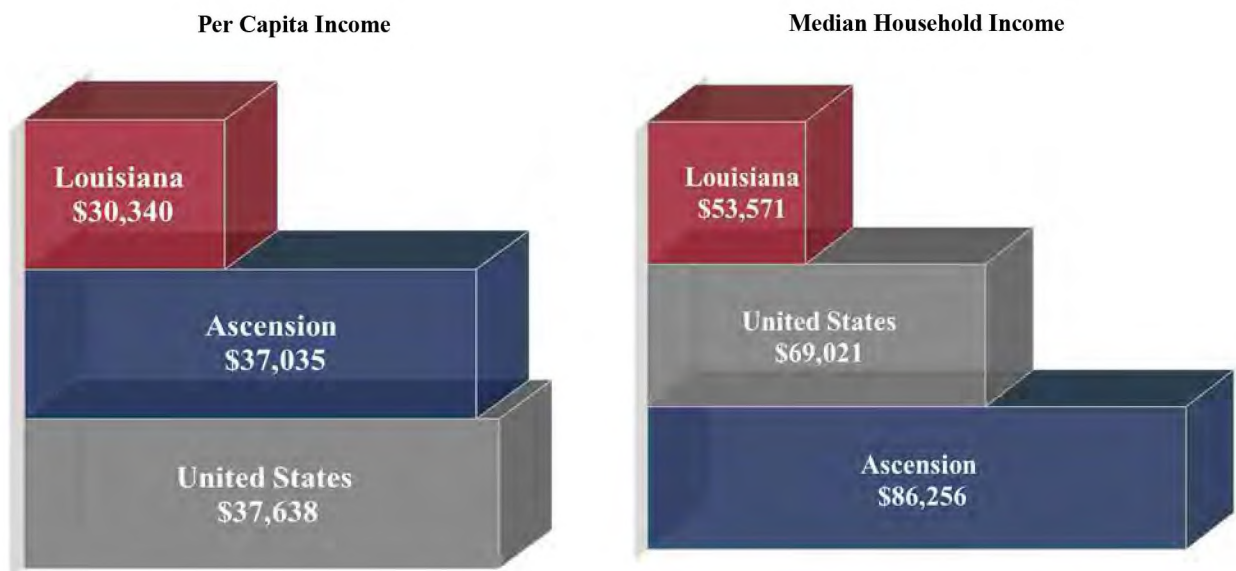 Per Capita Income
Louisiana
$30,340
Ascension
$37,035
United States
$37,638
Median Household Income
Louisiana
$53,571
United States
$69,021
Ascension
$86,256